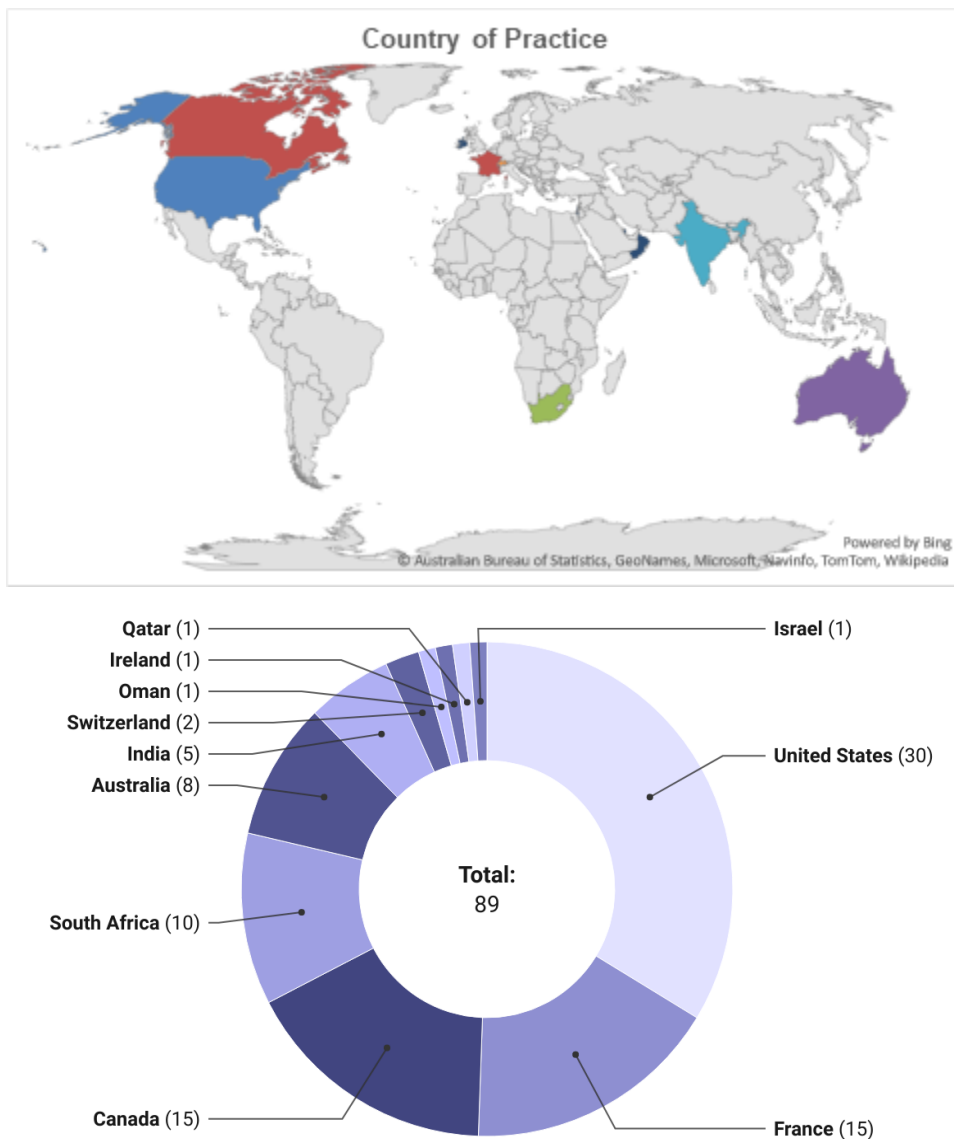 Country of Practice
Powered by Bing
© Australian Bureau of Statistics, GeoNames, Microsoft, Navinfo, TomTom, Wikipedia
Qatar (1)
Israel (1)
Ireland (1)
Oman (1)
Switzerland (2)
India (5)
United States (30)
Australia (8)
Total:
89
South Africa (10)
Canada (15)
France (15)